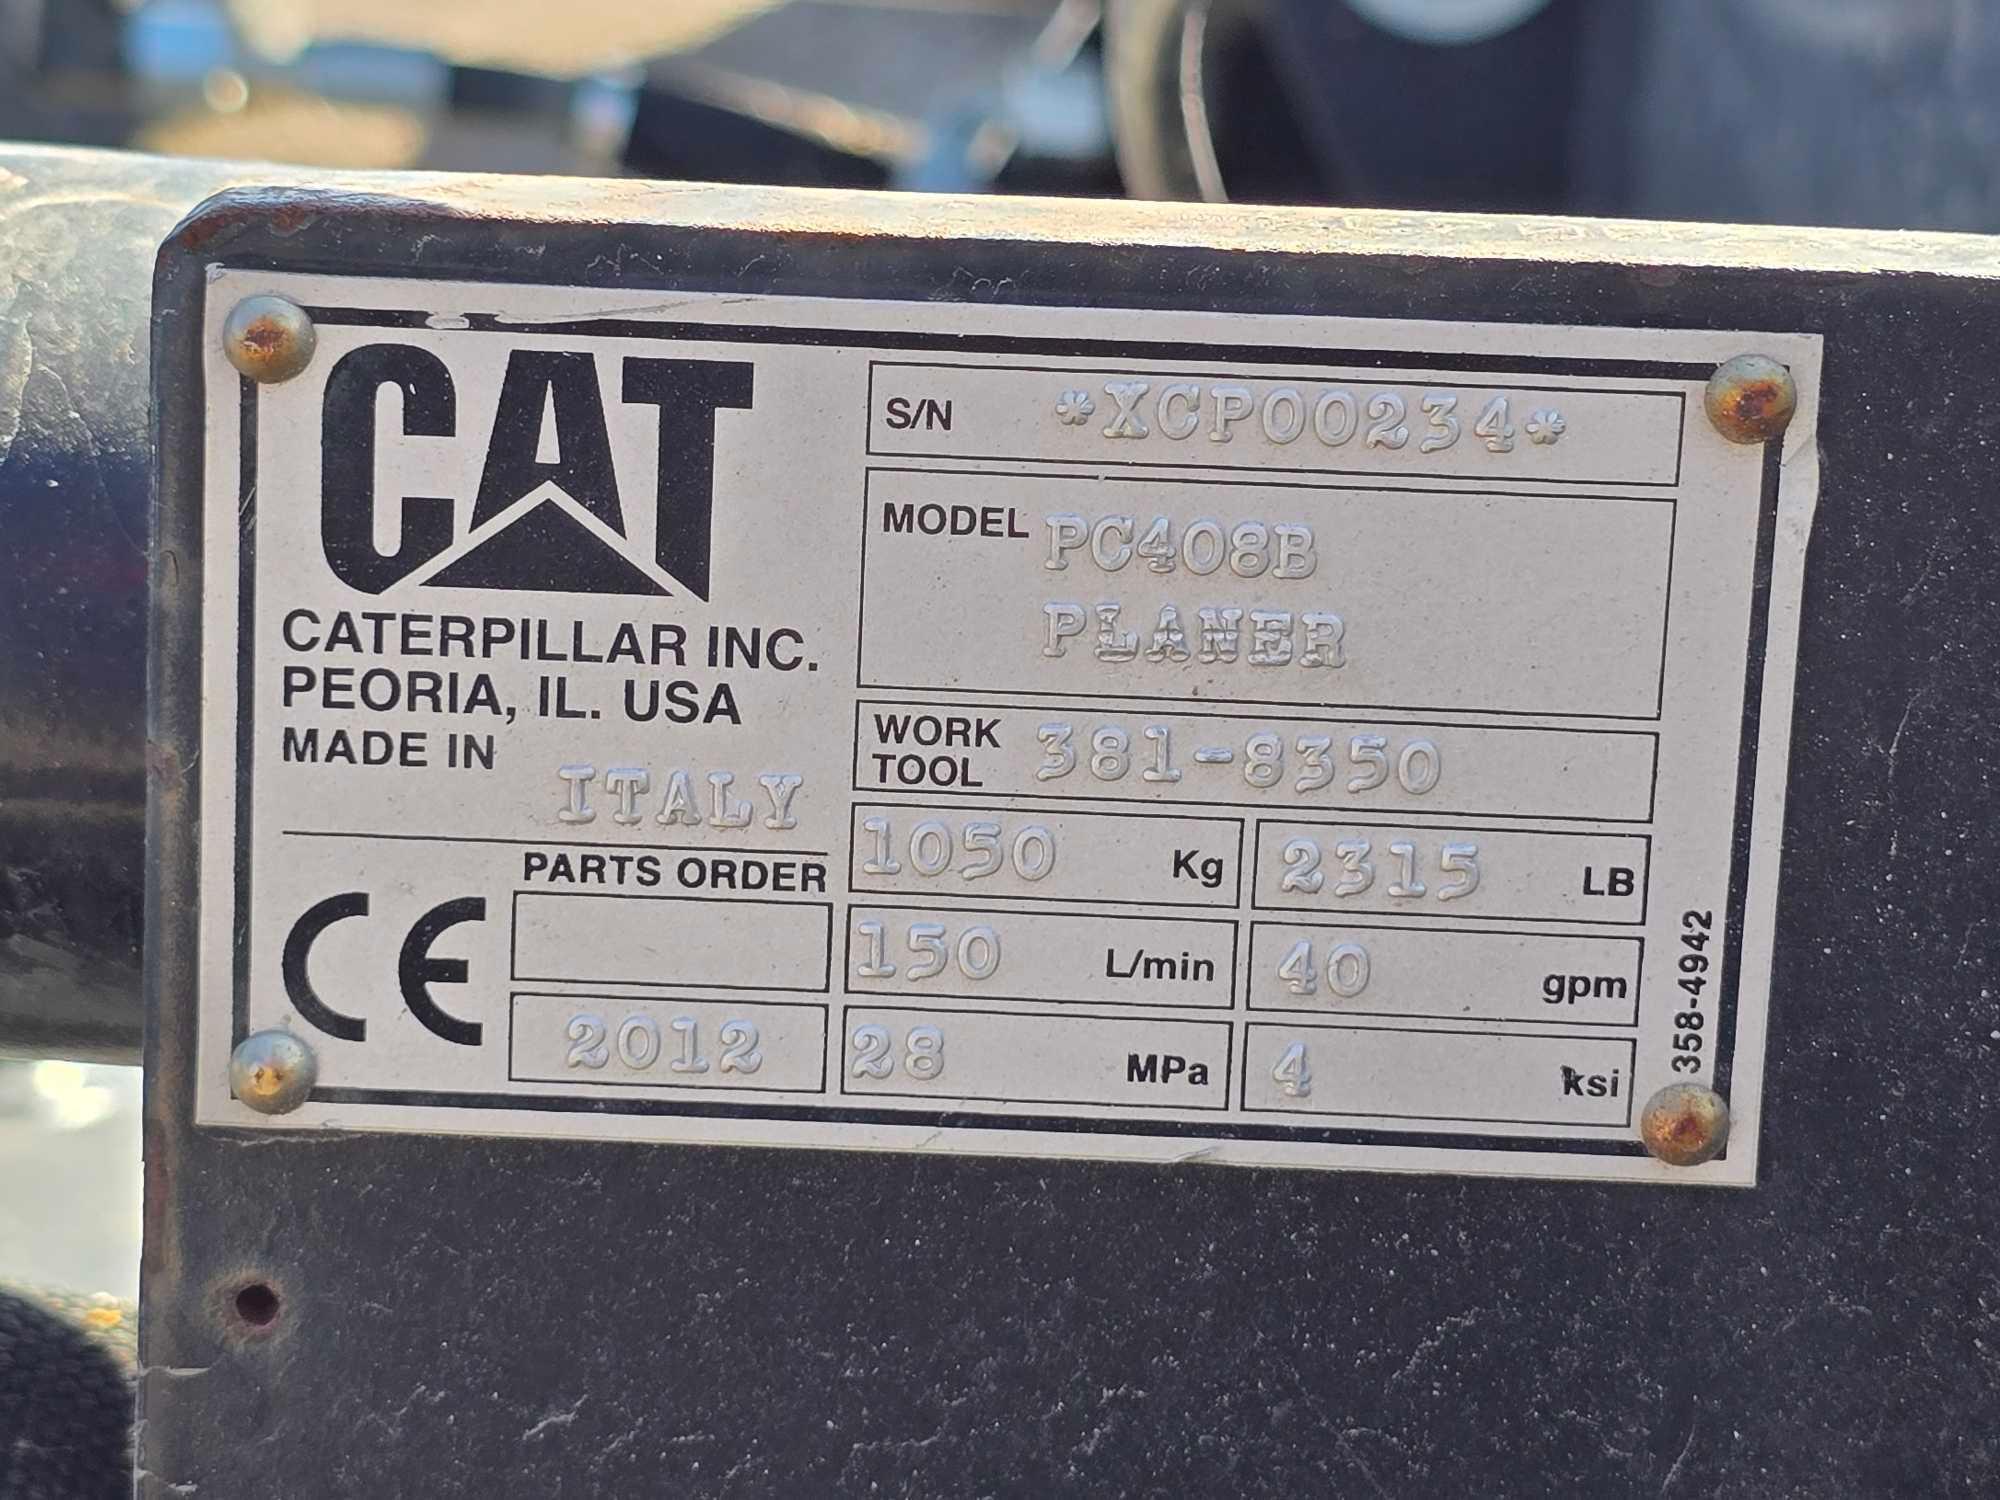 CAT
CATERPILLAR INC.
PEORIA, IL. USA
MADE IN ITALY
S/N *XCP00234*
MODEL PC408B
PLANER
WORK TOOL 381-8350
PARTS ORDER
1050 Kg 2315 LB
150 L/min 40 gpm
CE
2012 28 MPa 4 ksi
358-4942